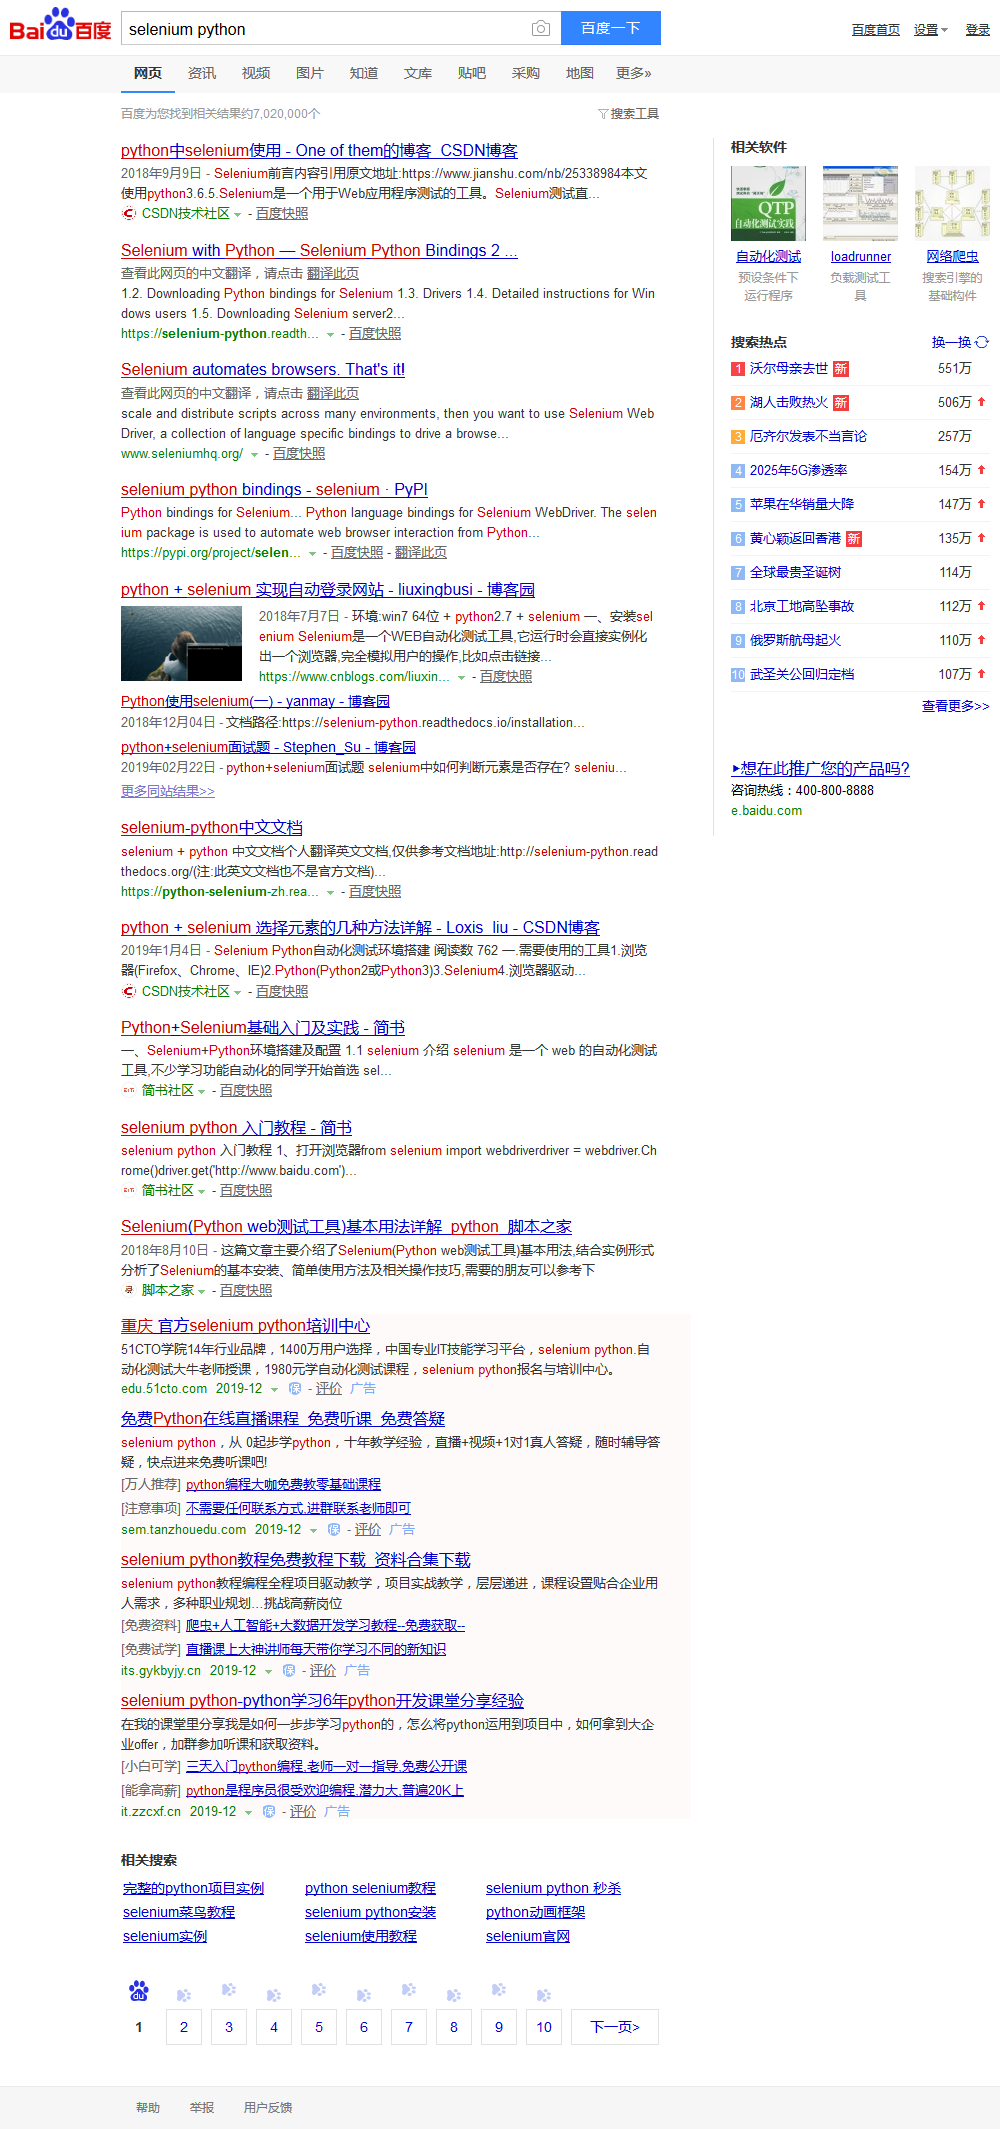 Bai du 百度
selenium python
百度一下
百度首页 设置 登录
网页 资讯 视频 图片 知道 文库 贴吧 采购 地图 更多»
百度为您找到相关结果约7,020,000个
搜索工具
python中selenium使用 - One of them的博客_CSDN博客
2018年9月9日 - Selenium前言内容引用原文地址:https://www.jianshu.com/nb/25338984本文
使用python3.6.5.Selenium是一个用于Web应用程序测试的工具。Selenium测试直...
CSDN技术社区 - 百度快照
Selenium with Python — Selenium Python Bindings 2 ...
查看此网页的中文翻译，请点击 翻译此页
1.2. Downloading Python bindings for Selenium 1.3. Drivers 1.4. Detailed instructions for Win
dows users 1.5. Downloading Selenium server2...
https://selenium-python.readth... - 百度快照
Selenium automates browsers. That's it!
查看此网页的中文翻译，请点击 翻译此页
scale and distribute scripts across many environments, then you want to use Selenium Web
Driver, a collection of language specific bindings to drive a browse...
www.seleniumhq.org/ - 百度快照
selenium python bindings - selenium · PyPI
Python bindings for Selenium... Python language bindings for Selenium WebDriver. The selen
ium package is used to automate web browser interaction from Python...
https://pypi.org/project/selen... - 百度快照 - 翻译此页
python + selenium 实现自动登录网站 - liuxingbusi - 博客园
2018年7月7日 - 环境:win7 64位 + python2.7 + selenium 一、安装sel
enium Selenium是一个WEB自动化测试工具,它运行时会直接实例化
出一个浏览器,完全模拟用户的操作,比如点击链接...
https://www.cnblogs.com/liuxin... - 百度快照
Python使用selenium(一) - yanmay - 博客园
2018年12月04日 - 文档路径:https://selenium-python.readthedocs.io/installation...
python+selenium面试题 - Stephen_Su - 博客园
2019年02月22日 - python+selenium面试题 selenium中如何判断元素是否存在? seleniu...
更多同站结果>>
selenium-python中文文档
selenium + python 中文文档个人翻译英文文档,仅供参考文档地址:http://selenium-python.read
thedocs.org/(注:此英文文档也不是官方文档)...
https://python-selenium-zh.rea... - 百度快照
python + selenium 选择元素的几种方法详解 - Loxis_liu - CSDN博客
2019年1月4日 - Selenium Python自动化测试环境搭建 阅读数 762 一.需要使用的工具1.浏览
器(Firefox、Chrome、IE)2.Python(Python2或Python3)3.Selenium4.浏览器驱动...
CSDN技术社区 - 百度快照
Python+Selenium基础入门及实践 - 简书
一、Selenium+Python环境搭建及配置 1.1 selenium 介绍 selenium 是一个 web 的自动化测试
工具,不少学习功能自动化的同学开始首选 sel...
简书社区 - 百度快照
selenium python 入门教程 - 简书
selenium python 入门教程 1、打开浏览器from selenium import webdriverdriver = webdriver.Ch
rome()driver.get('http://www.baidu.com')...
简书社区 - 百度快照
Selenium(Python web测试工具)基本用法详解_python_脚本之家
2018年8月10日 - 这篇文章主要介绍了Selenium(Python web测试工具)基本用法,结合实例形式
分析了Selenium的基本安装、简单使用方法及相关操作技巧,需要的朋友可以参考下
脚本之家 - 百度快照
重庆 官方selenium python培训中心
51CTO学院14年行业品牌，1400万用户选择，中国专业IT技能学习平台，selenium python.自
动化测试大牛老师授课，1980元学自动化测试课程，selenium python报名与培训中心。
edu.51cto.com 2019-12 保 - 评价 广告
免费Python在线直播课程_免费听课_免费答疑
selenium python，从 0起步学python，十年教学经验，直播+视频+1对1真人答疑，随时辅导答
疑，快点进来免费听课吧!
[万人推荐] python编程大咖免费教零基础课程
[注意事项] 不需要任何联系方式,进群联系老师即可
sem.tanzhouedu.com 2019-12 保 - 评价 广告
selenium python教程免费教程下载_资料合集下载
selenium python教程编程全程项目驱动教学，项目实战教学，层层递进，课程设置贴合企业用
人需求，多种职业规划...挑战高薪岗位
[免费资料] 爬虫+人工智能+大数据开发学习教程--免费获取--
[免费试学] 直播课上大神讲师每天带你学习不同的新知识
its.gykbyjy.cn 2019-12 保 - 评价 广告
selenium python-python学习6年python开发课堂分享经验
在我的课堂里分享我是如何一步步学习python的，怎么将python运用到项目中，如何拿到大企
业offer，加群参加听课和获取资料。
[小白可学] 三天入门python编程,老师一对一指导,免费公开课
[能拿高薪] python是程序员很受欢迎编程,潜力大,普遍20K上
it.zzcxf.cn 2019-12 保 - 评价 广告
相关软件
QTP
自动化测试实践
自动化测试 loadrunner 网络爬虫
预设条件下 负载测试工 搜索引擎的
运行程序 具 基础构件
搜索热点 换一换
1 沃尔母亲去世 新 551万
2 湖人击败热火 新 506万
3 厄齐尔发表不当言论 257万
4 2025年5G渗透率 154万
5 苹果在华销量大降 147万
6 黄心颖返回香港 新 135万
7 全球最贵圣诞树 114万
8 北京工地高坠事故 112万
9 俄罗斯航母起火 110万
10 武圣关公回归定档 107万
查看更多>>
想在此推广您的产品吗?
咨询热线：400-800-8888
e.baidu.com
相关搜索
完整的python项目实例 python selenium教程 selenium python 秒杀
selenium菜鸟教程 selenium python安装 python动画框架
selenium实例 selenium使用教程 selenium官网
du
1 2 3 4 5 6 7 8 9 10 下一页>
帮助 举报 用户反馈